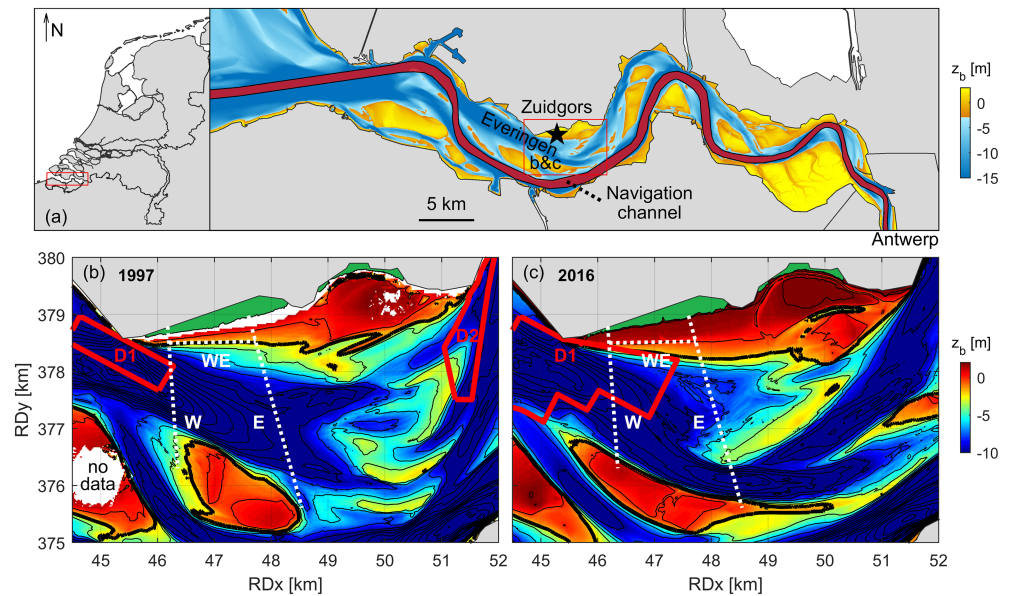 N
(a)
Zuidgors
Everingen
b&c
Navigation
channel
5 km
Antwerp
z_b [m]
0
-5
-10
-15
(b) 1997
D1
D2
WE
W
E
no
data
380
379
378
377
376
375
RDy [km]
45 46 47 48 49 50 51 52
RDx [km]
(c) 2016
D1
WE
W
E
45 46 47 48 49 50 51 52
RDx [km]
z_b [m]
0
-5
-10